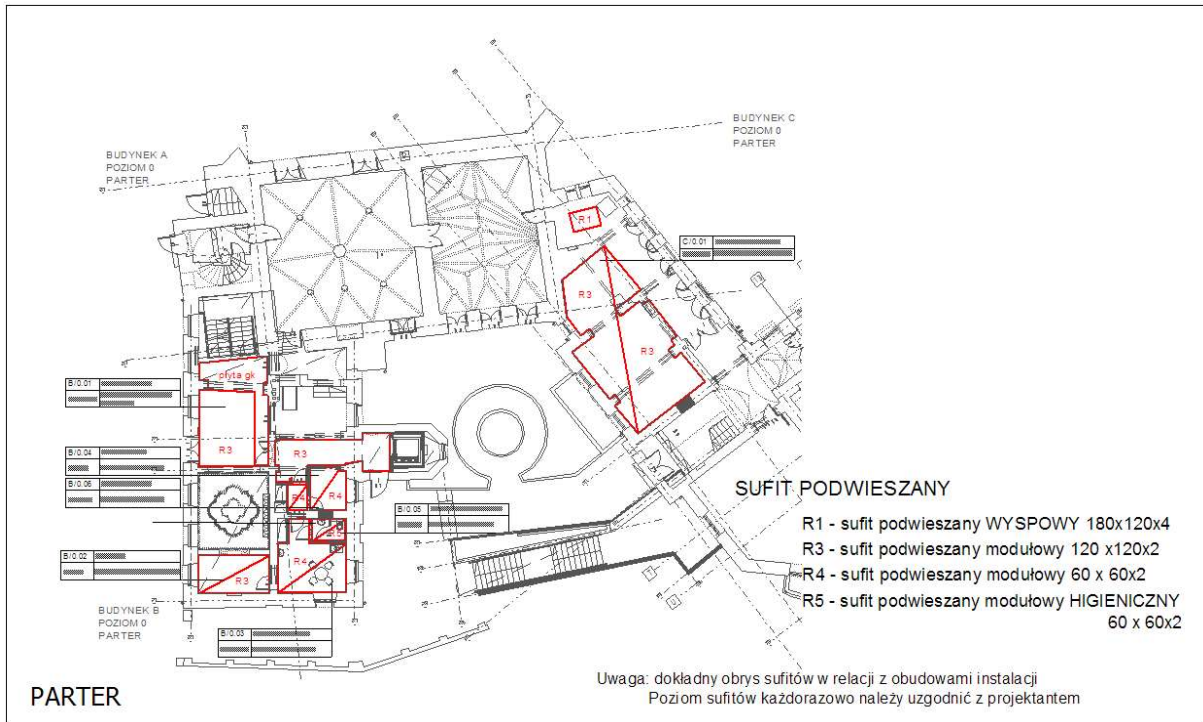 BUDYNEK C
POZIOM 0
PARTER
BUDYNEK A
POZIOM 0
PARTER
R1
C/0.01
R3
R3
płyta gk
B/0.01
R3
R3
B/0.04
B/0.06
R4
R4
B/0.05
B/0.02
R3
R4
BUDYNEK B
POZIOM 0
PARTER
B/0.03
SUFIT PODWIESZANY
R1 - sufit podwieszany WYSPOWY 180x120x4
R3 - sufit podwieszany modułowy 120 x120x2
R4 - sufit podwieszany modułowy 60 x 60x2
R5 - sufit podwieszany modułowy HIGIENICZNY
60 x 60x2
Uwaga: dokładny obrys sufitów w relacji z obudowami instalacji
Poziom sufitów każdorazowo należy uzgodnić z projektantem
PARTER